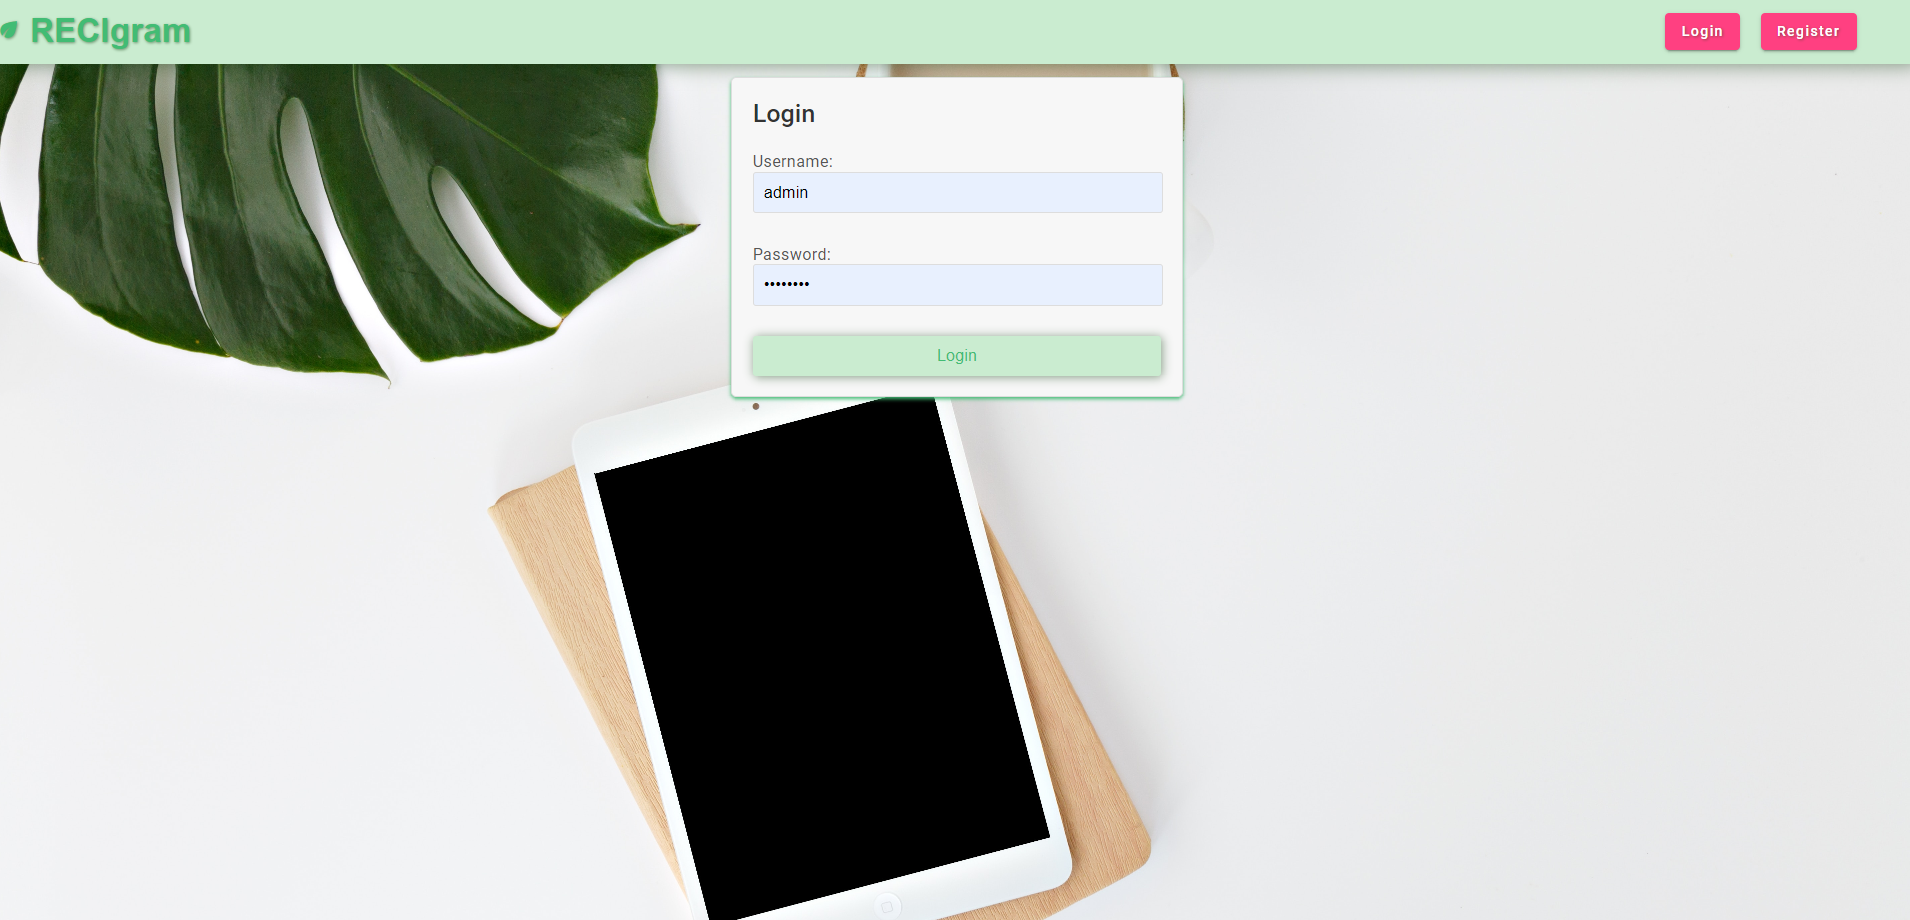 RECIgram
Login
Register
Login
Username:
admin
Password:
••••••••
Login